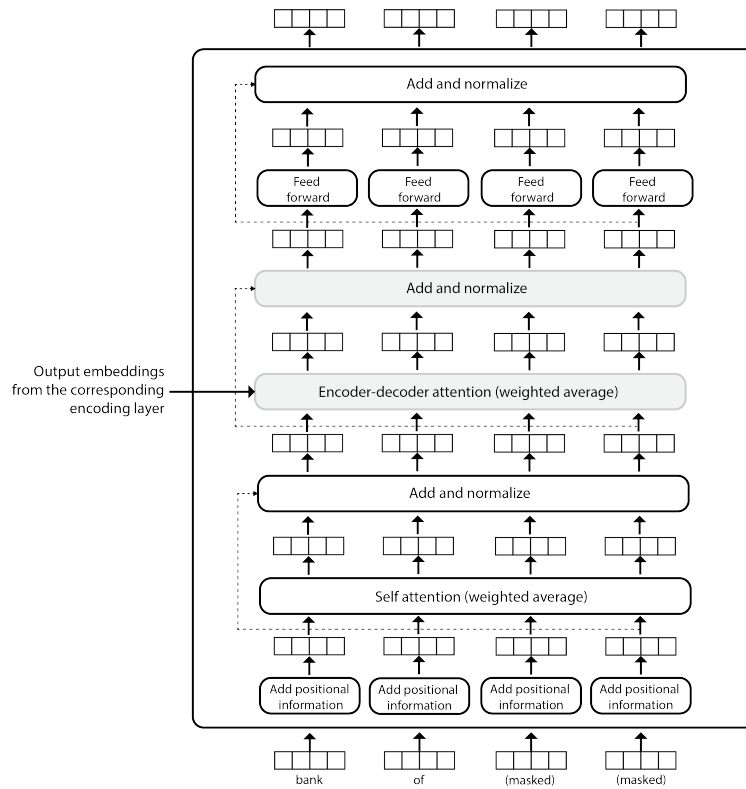 Add and normalize
Feed forward
Feed forward
Feed forward
Feed forward
Add and normalize
Output embeddings
from the corresponding
encoding layer
Encoder-decoder attention (weighted average)
Add and normalize
Self attention (weighted average)
Add positional information
Add positional information
Add positional information
Add positional information
bank
of
(masked)
(masked)